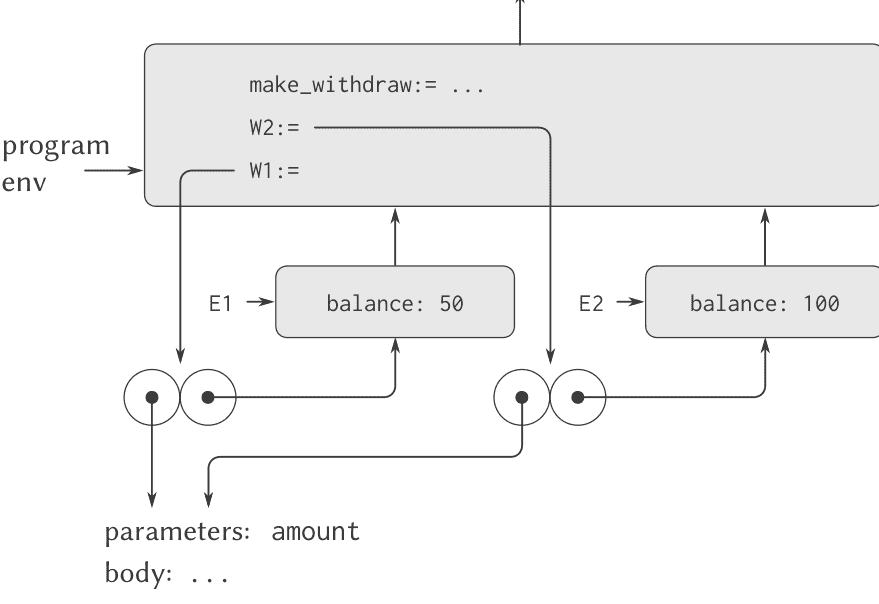 make_withdraw:= ...
W2:=
program
env
W1:=
E1
balance: 50
E2
balance: 100
parameters: amount
body: ...